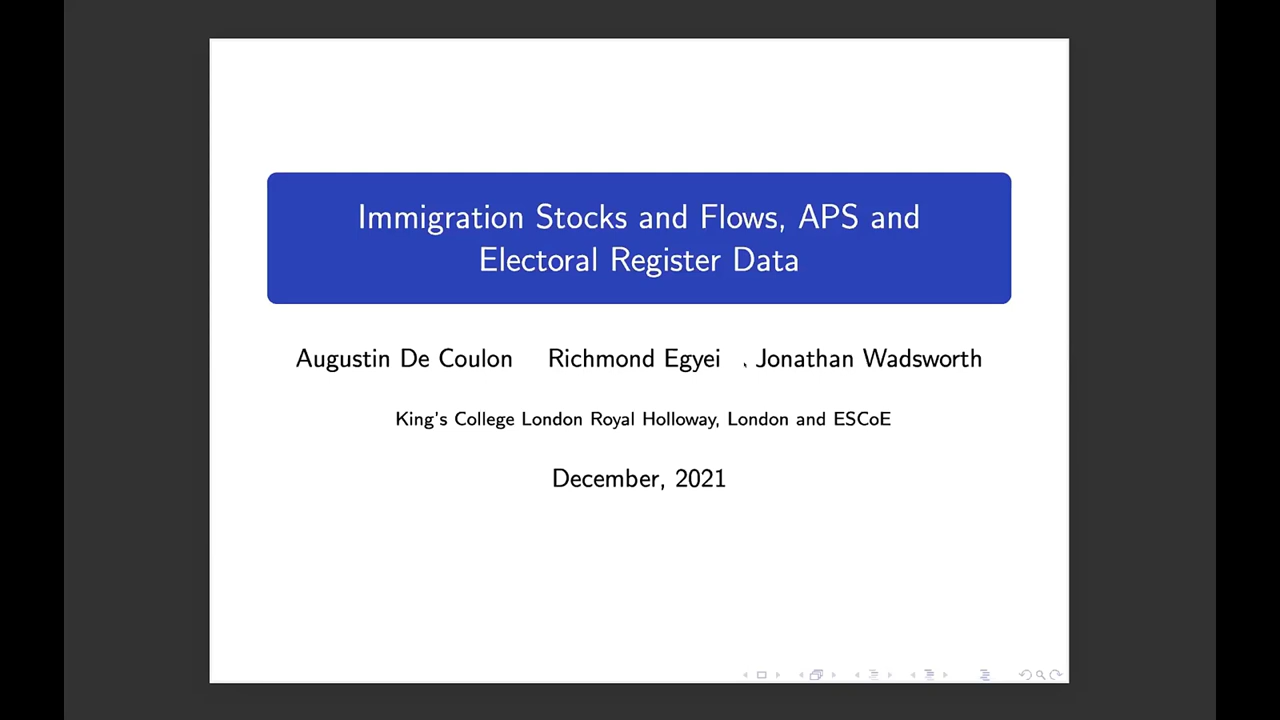 Immigration Stocks and Flows, APS and
Electoral Register Data
Augustin De Coulon Richmond Egyei 、Jonathan Wadsworth
King's College London Royal Holloway, London and ESCoE
December, 2021